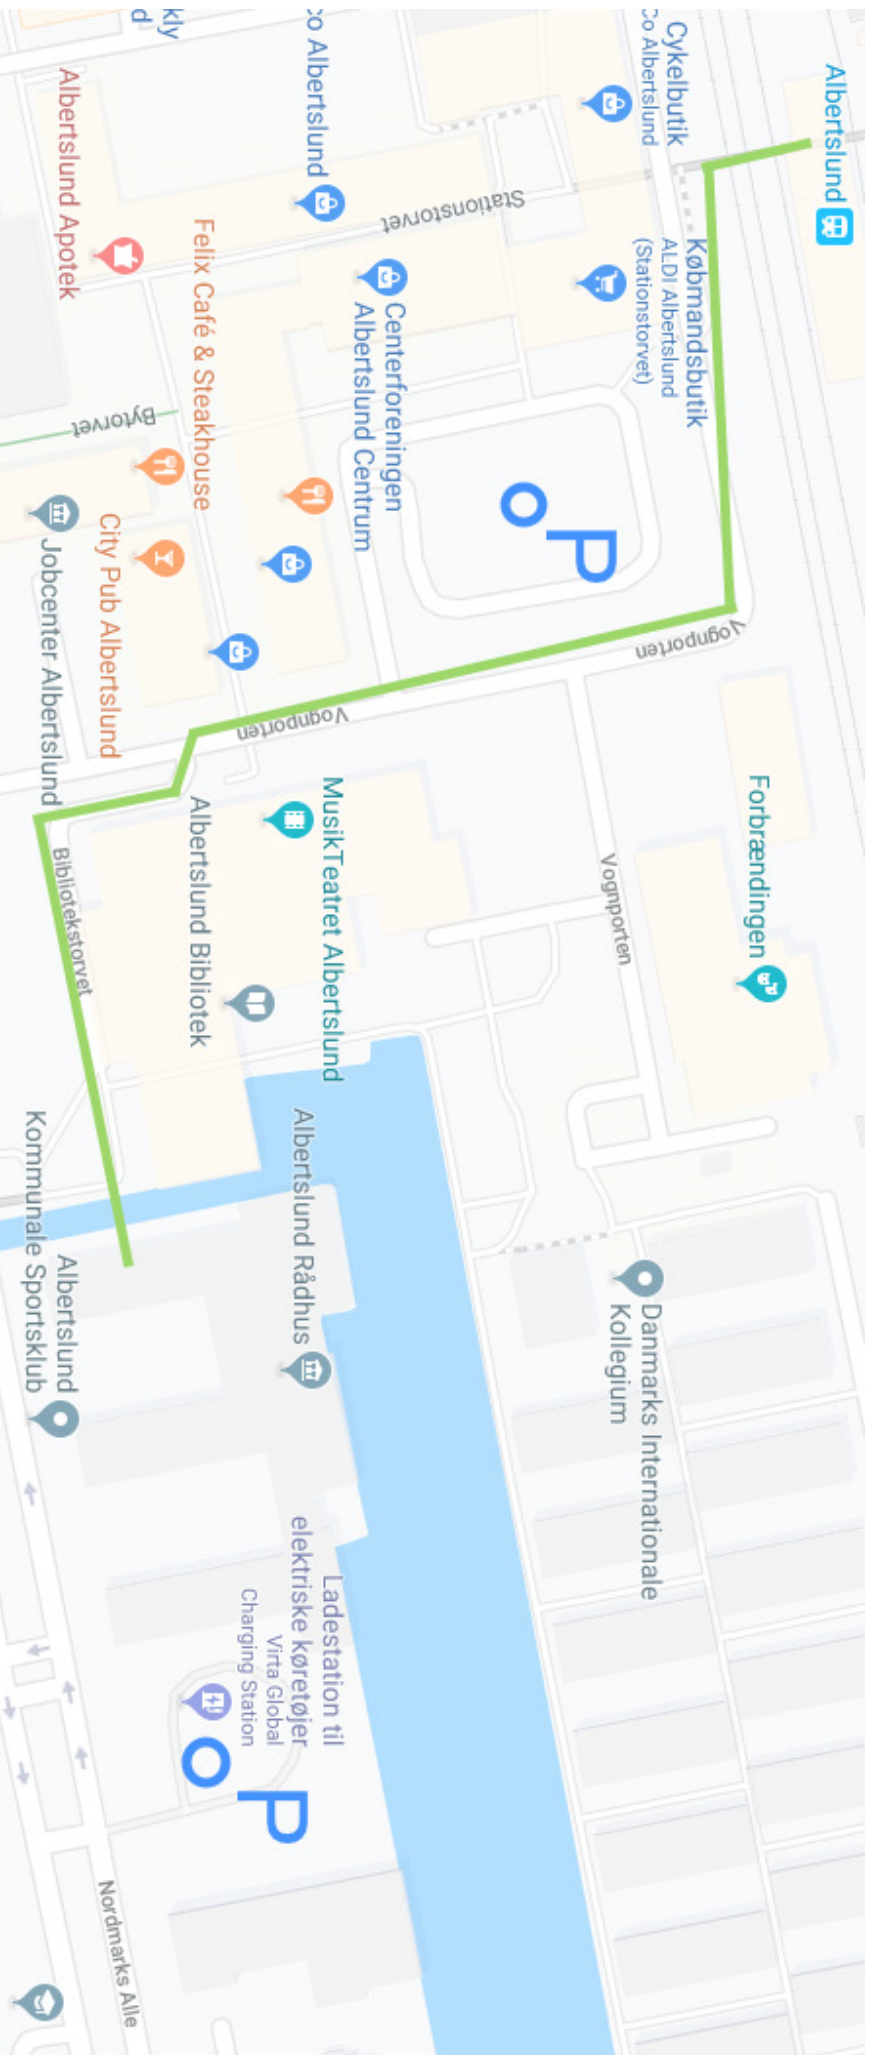 Albertslund
Forbrændingen
Vognporten
Købmandsbutik
ALDI Albertslund
(Stationstorvet)
Cykelbutik
Co Albertslund
Vognporten
Danmarks Internationale
Kollegium
P
O
Stationstorvet
Centerforeningen
Albertslund Centrum
MusikTeatret Albertslund
Albertslund
Vognporten
Albertslund Rådhus
Ladestation til
elektriske køretøjer
Virta Global
Charging Station
P
O
Felix Café & Steakhouse
Albertslund Bibliotek
Bytorvet
City Pub Albertslund
Albertslund Apotek
Jobcenter Albertslund
Bibliotekstorvet
Albertslund
Kommunale Sportsklub
Nordmarks Alle